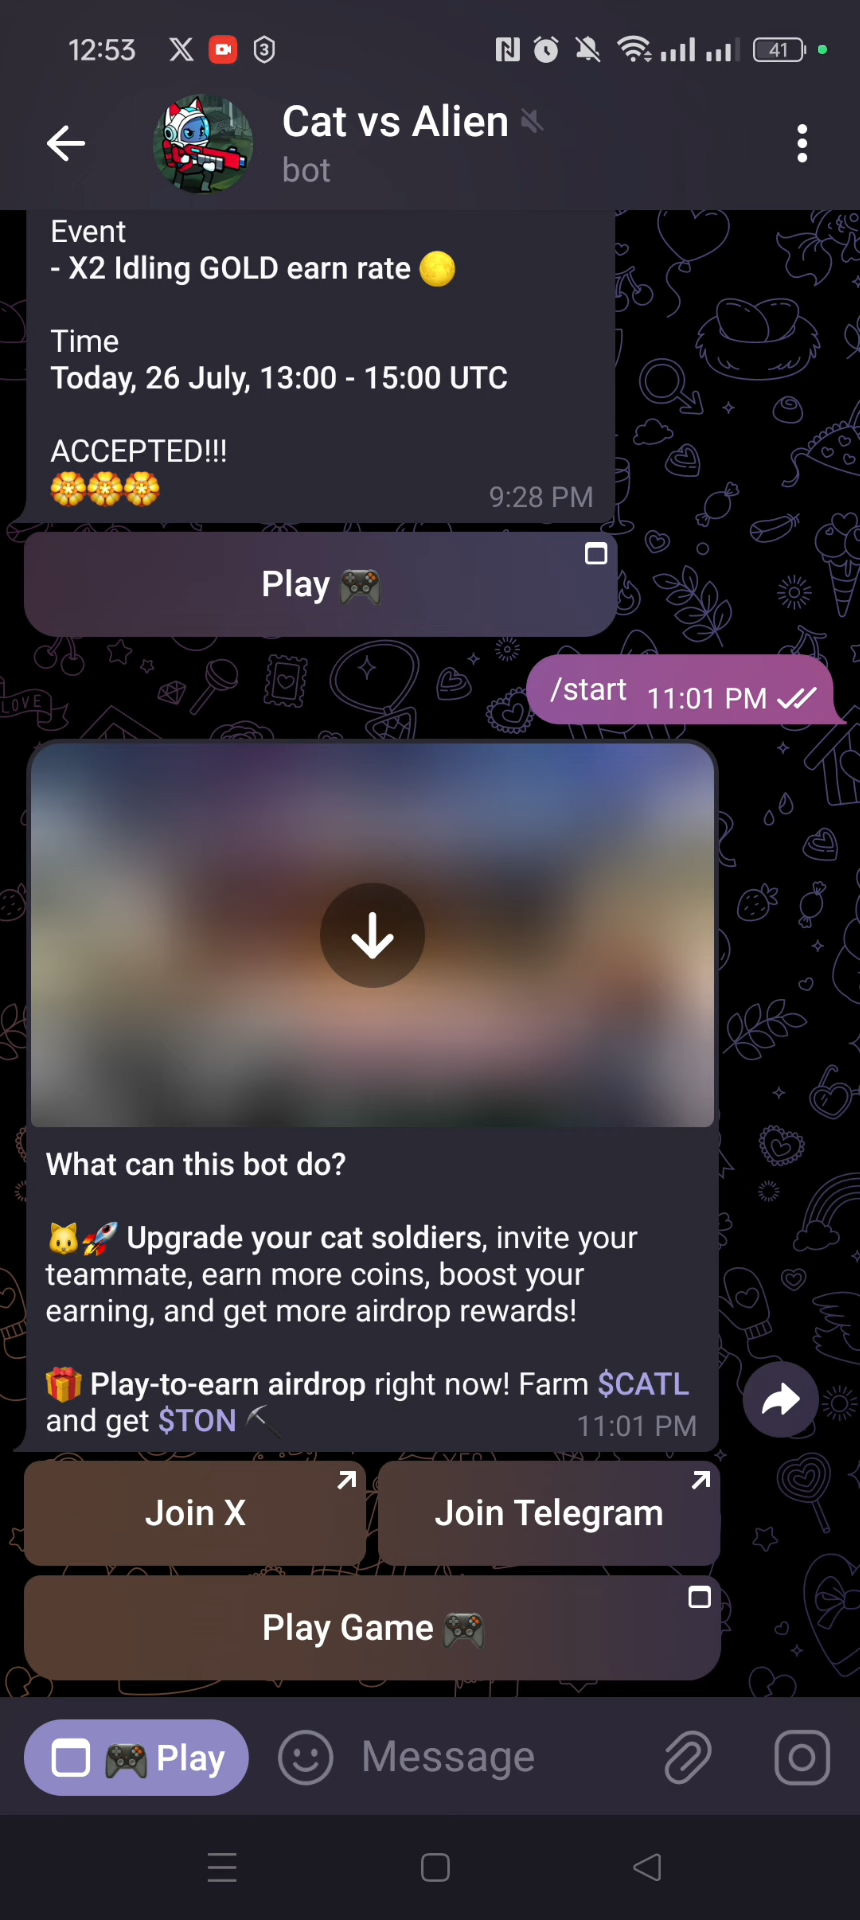 12:53
3
41
Cat vs Alien
bot
Event
- X2 Idling GOLD earn rate
Time
Today, 26 July, 13:00 - 15:00 UTC
ACCEPTED!!!
9:28 PM
Play
/start 11:01 PM
LOVE
What can this bot do?
Upgrade your cat soldiers, invite your
teammate, earn more coins, boost your
earning, and get more airdrop rewards!
Play-to-earn airdrop right now! Farm $CATL
and get $TON
11:01 PM
Join X
Join Telegram
Play Game
Play
Message